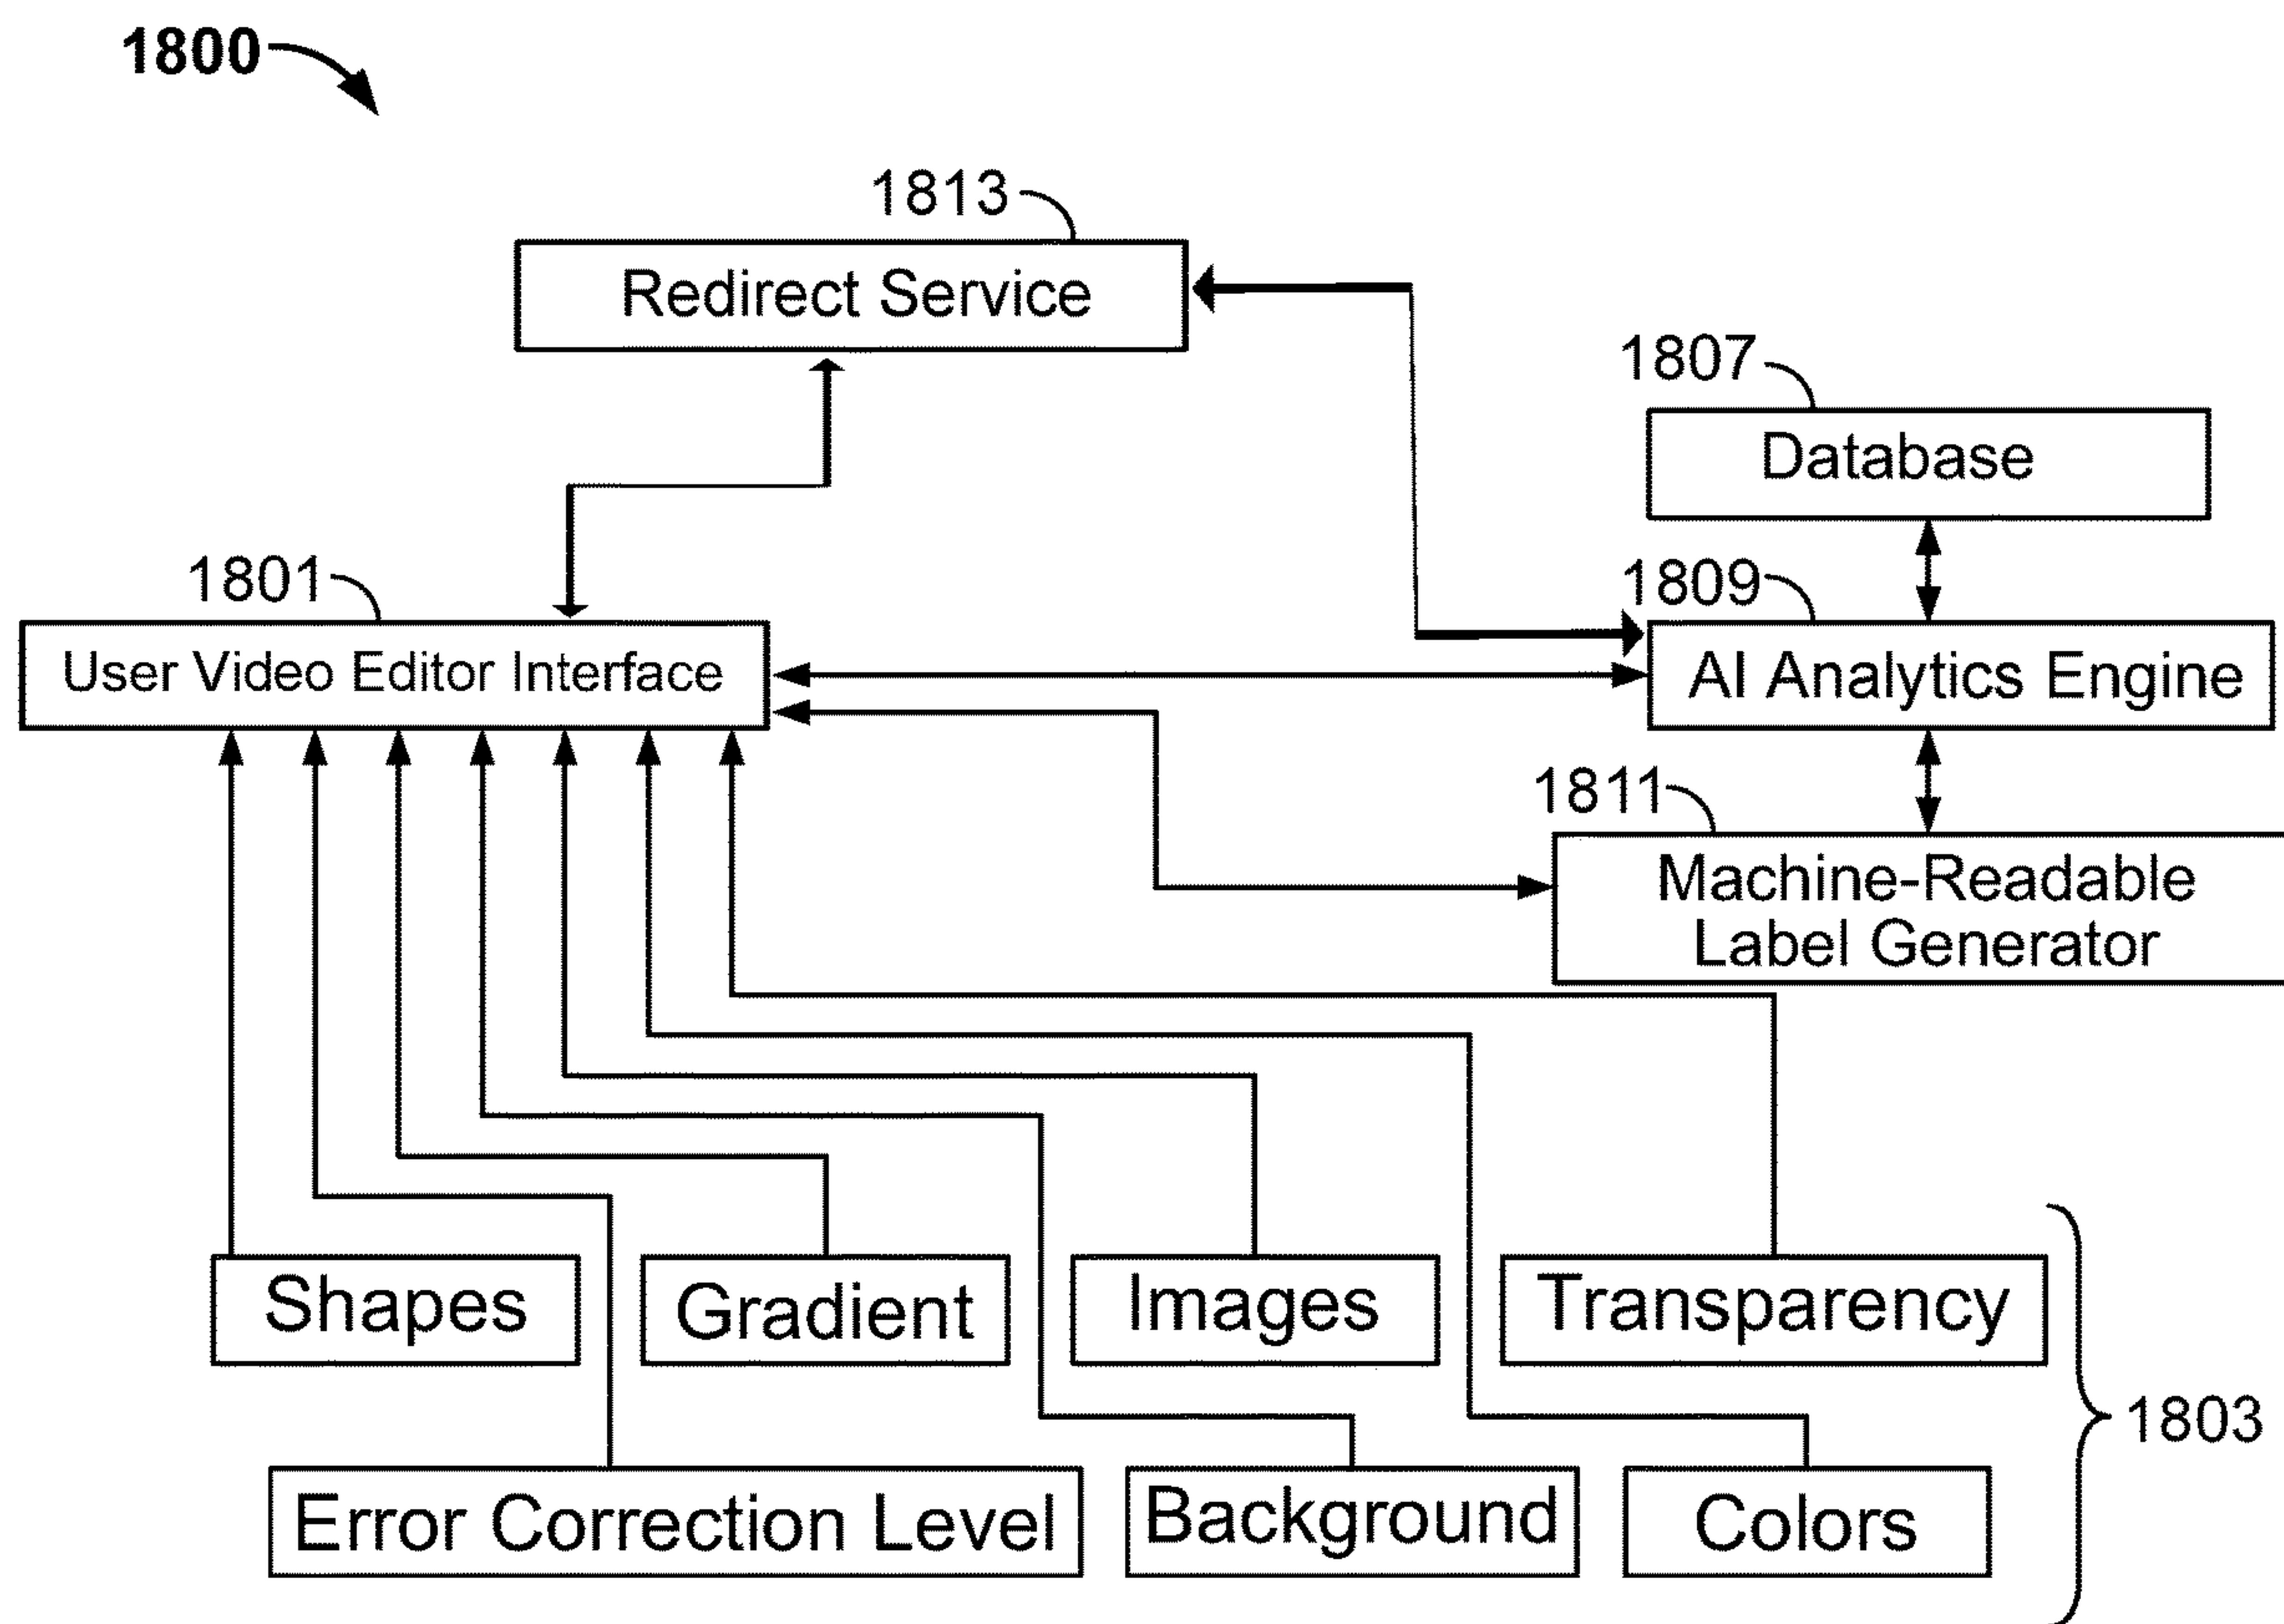 1800
1813
Redirect Service
1807
Database
1801
1809
User Video Editor Interface
AI Analytics Engine
1811
Machine-Readable
Label Generator
Shapes
Gradient
Images
Transparency
1803
Error Correction Level
Background
Colors